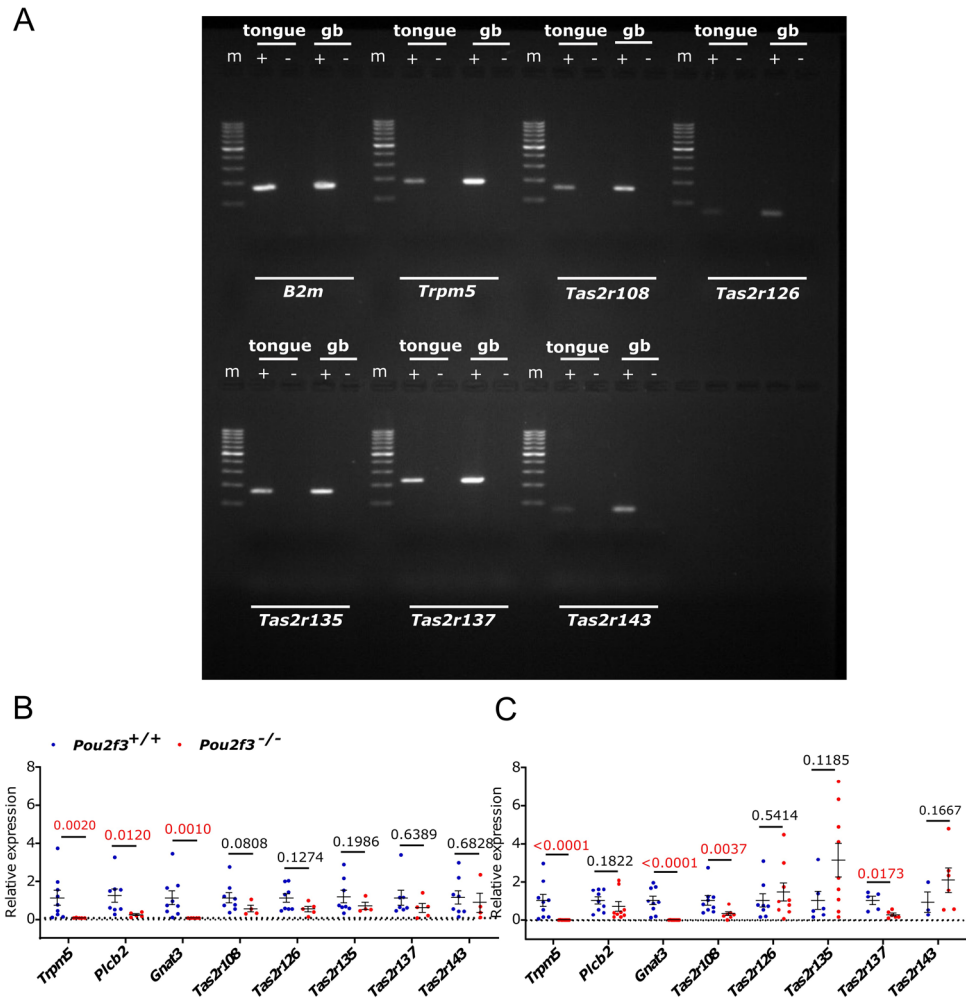 A
tongue gb tongue gb tongue gb tongue gb
m + - + - m + - + - m + - + - m + - + -
B2m Trpm5 Tas2r108 Tas2r126
tongue gb tongue gb tongue gb
m + - + - m + - + - m + - + -
Tas2r135 Tas2r137 Tas2r143
B
Pou2f3+/+ Pou2f3-/-
Relative expression
8
6
4
2
0
0.0020 0.0120 0.0010 0.0808 0.1274 0.1986 0.6389 0.6828
Trpm5 Plcb2 Gnat3 Tas2r108 Tas2r126 Tas2r135 Tas2r137 Tas2r143
C
Relative expression
8
6
4
2
0
<0.0001 0.1822 <0.0001 0.0037 0.5414 0.1185 0.0173 0.1667
Trpm5 Plcb2 Gnat3 Tas2r108 Tas2r126 Tas2r135 Tas2r137 Tas2r143